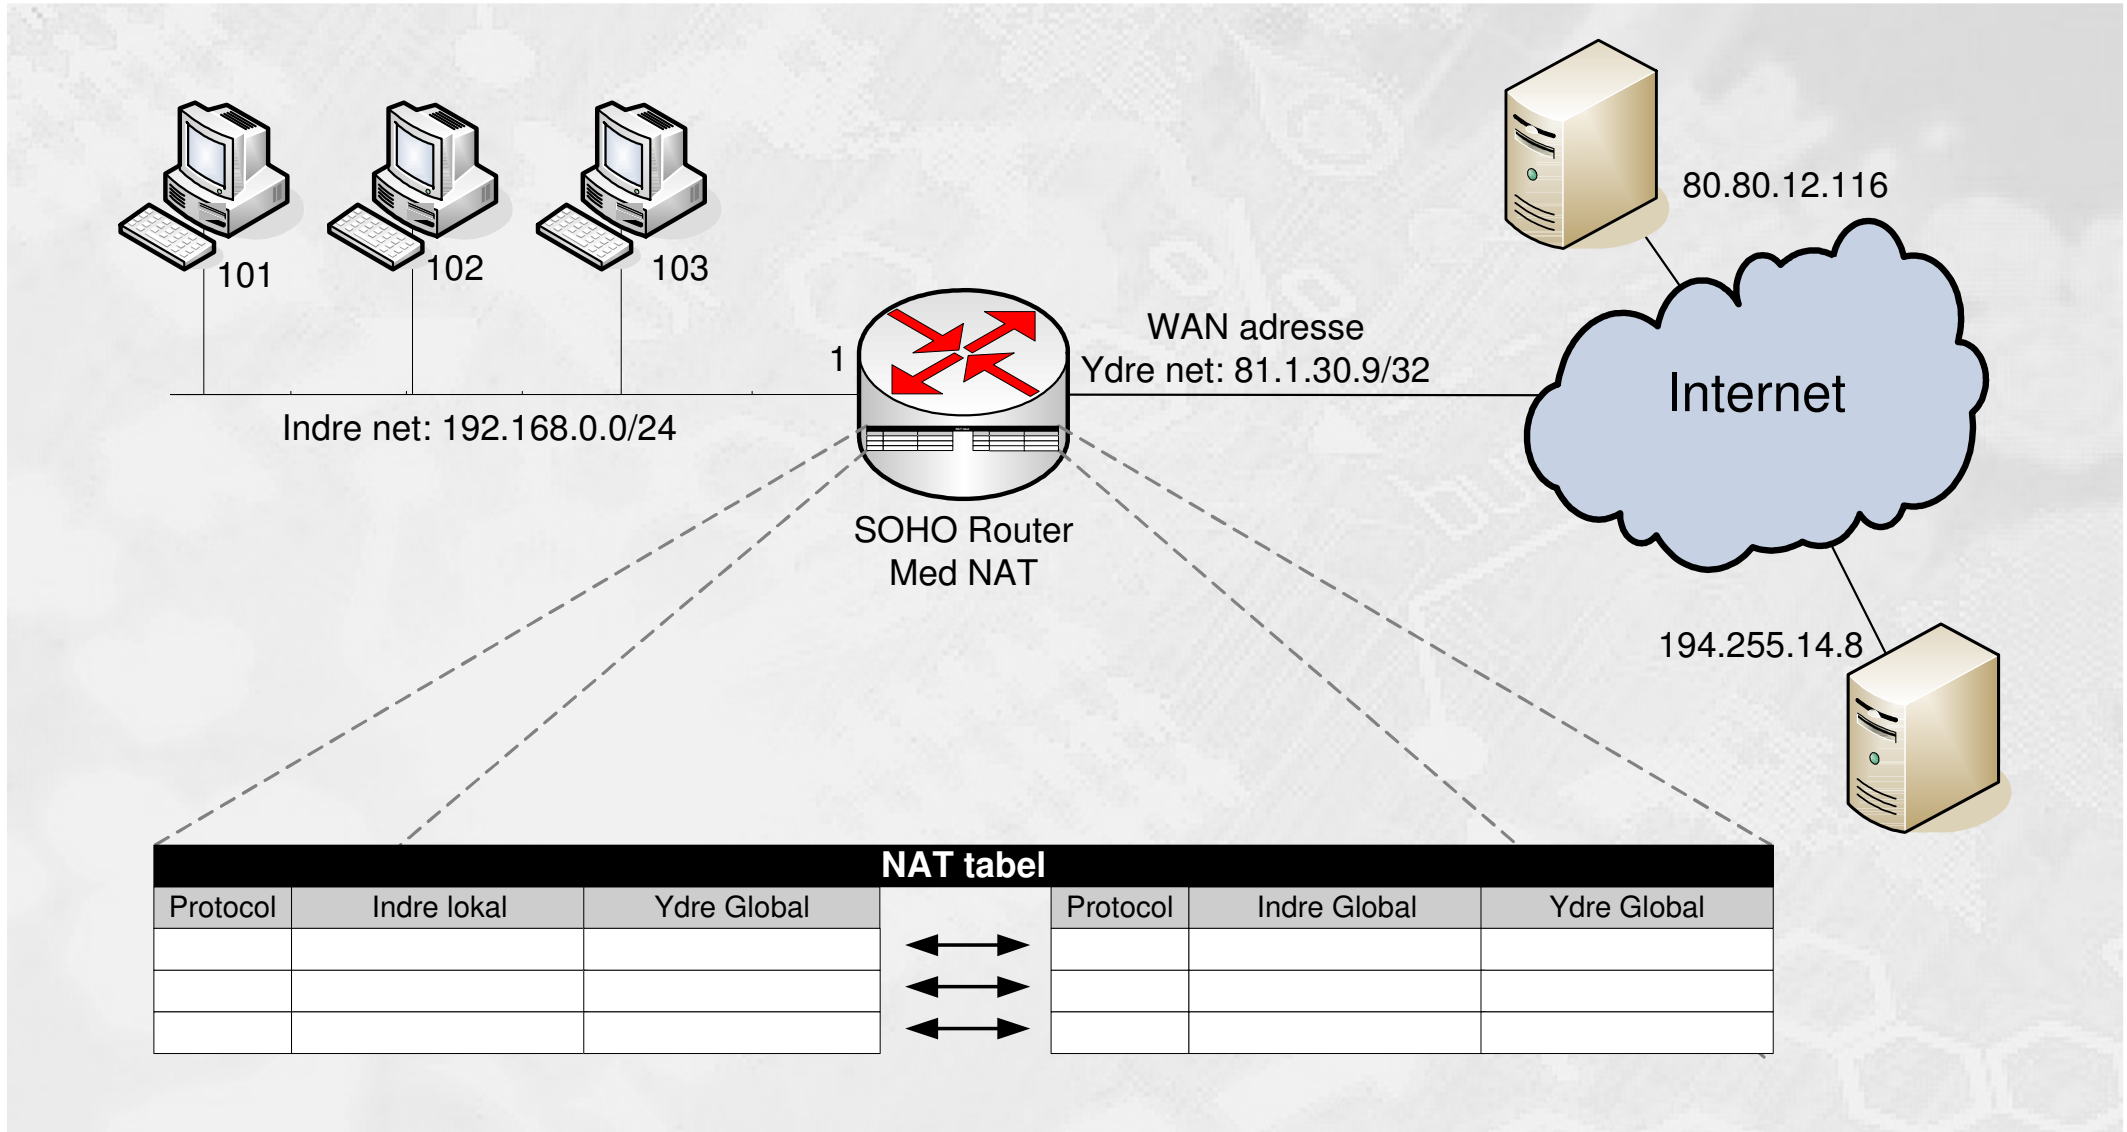 80.80.12.116
101
102
103
WAN adresse
1
Ydre net: 81.1.30.9/32
Internet
Indre net: 192.168.0.0/24
SOHO Router
Med NAT
194.255.14.8
NAT tabel
Protocol Indre lokal Ydre Global Protocol Indre Global Ydre Global